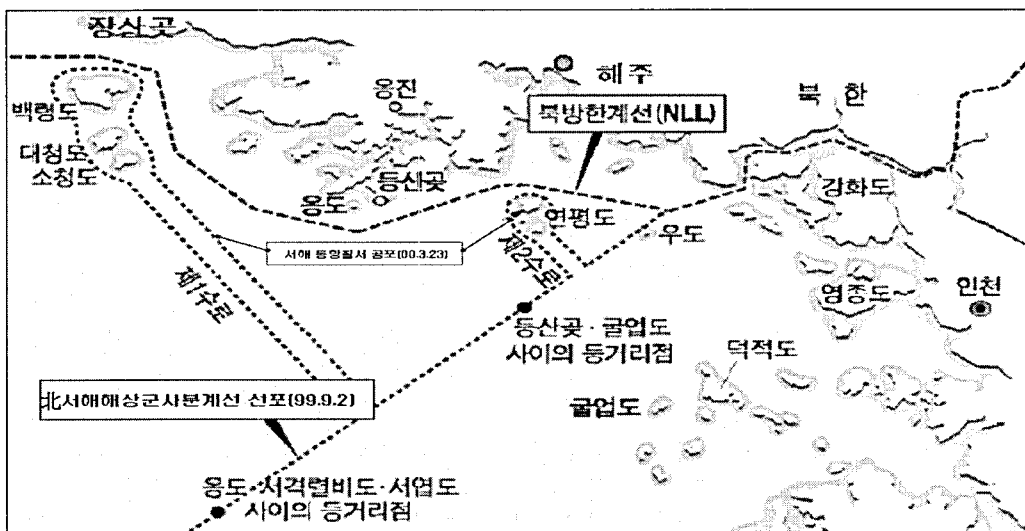 장산곶
해주
북 한
옹진
백령도
북방한계선(NLL)
대청도
소청도
등산곶
강화도
옹도
연평도
우도
서해 통항질서 공포(00.3.23)
제2수로
제1수로
영종도
인천
등산곶·굴업도
사이의 등거리점
덕적도
北서해해상군사분계선 선포(99.9.2)
굴업도
옹도·서격렬비도·서엽도
사이의 등거리점